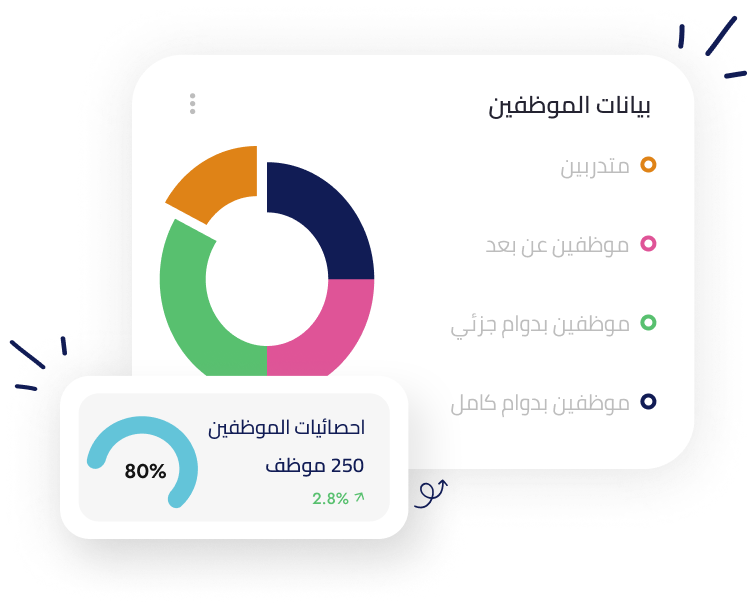 بيانات الموظفين
متدربين
موظفين عن بعد
موظفين بدوام جزئي
موظفين بدوام كامل
احصائيات الموظفين
250 موظف
2.8%
80%